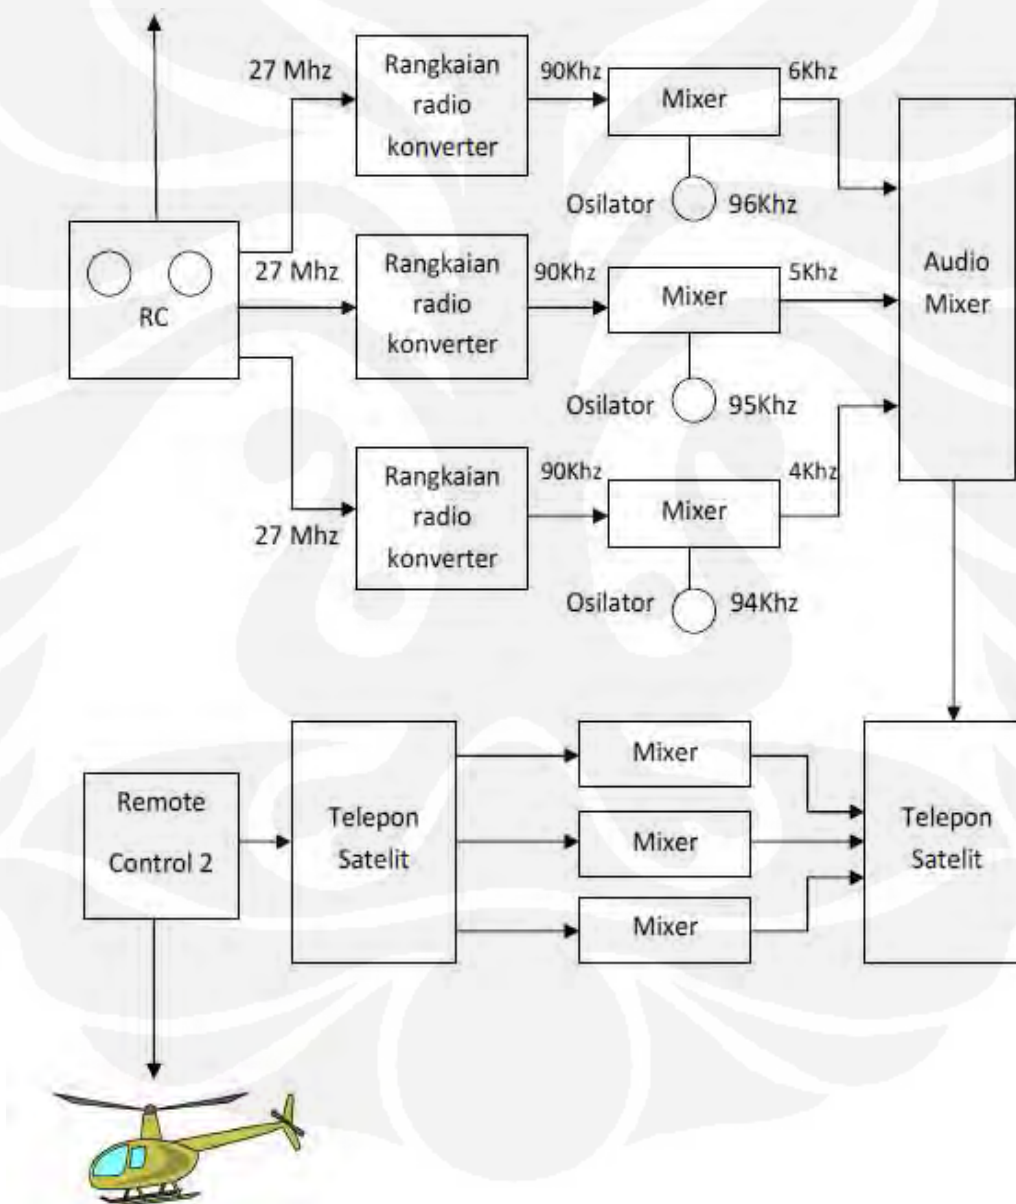 27 Mhz
Rangkaian
radio
konverter
90Khz
Mixer
6Khz
Osilator
96Khz
RC
27 Mhz
Rangkaian
radio
konverter
90Khz
Mixer
5Khz
Osilator
95Khz
Audio
Mixer
27 Mhz
Rangkaian
radio
konverter
90Khz
Mixer
4Khz
Osilator
94Khz
Remote
Control 2
Telepon
Satelit
Mixer
Mixer
Mixer
Telepon
Satelit